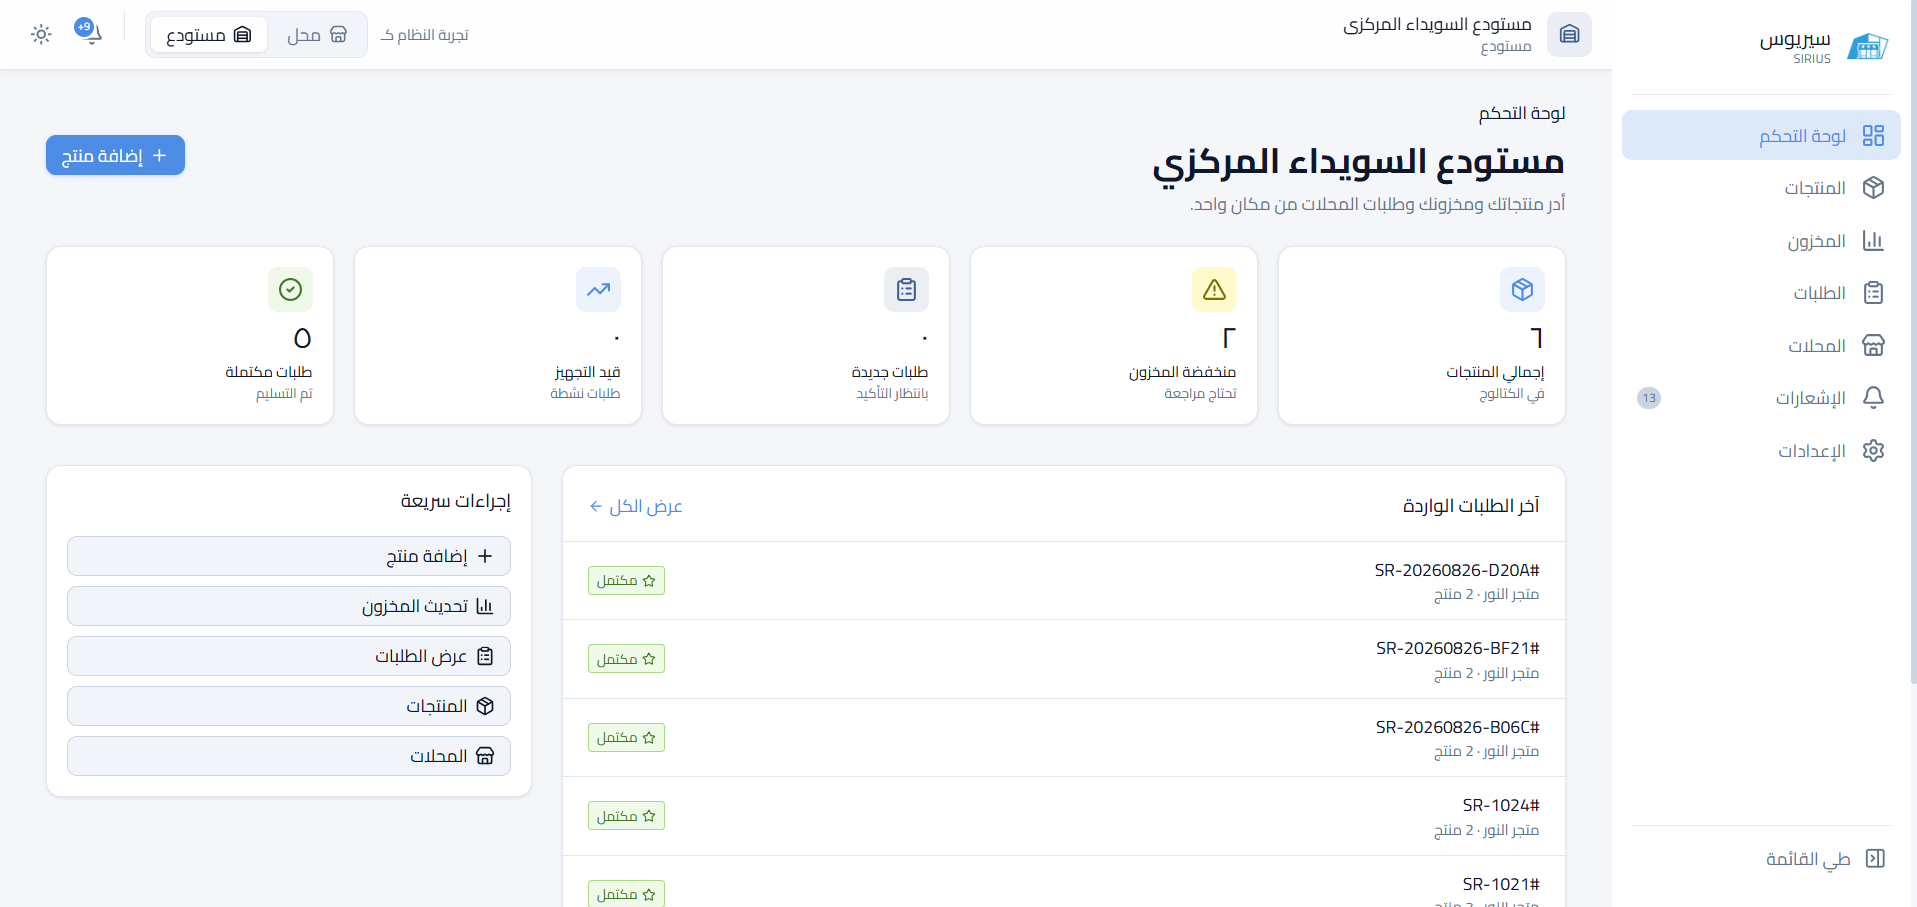 سيريوس
SIRIUS
لوحة التحكم
المنتجات
المخزون
الطلبات
المحلات
الإشعارات
13
الإعدادات
طي القائمة
مستودع السويداء المركزي
مستودع
تجربة النظام كـ
محل
مستودع
+9
لوحة التحكم
مستودع السويداء المركزي
أدر منتجاتك ومخزونك وطلبات المحلات من مكان واحد.
إضافة منتج
٦
إجمالي المنتجات
في الكتالوج
٢
منخفضة المخزون
تحتاج مراجعة
٠
طلبات جديدة
بانتظار التأكيد
٠
قيد التجهيز
طلبات نشطة
٥
طلبات مكتملة
تم التسليم
آخر الطلبات الواردة
عرض الكل
SR-20260826-D20A#
متجر النور · 2 منتج
مكتمل
SR-20260826-BF21#
متجر النور · 2 منتج
مكتمل
SR-20260826-B06C#
متجر النور · 2 منتج
مكتمل
SR-1024#
متجر النور · 2 منتج
مكتمل
SR-1021#
مكتمل
إجراءات سريعة
إضافة منتج
تحديث المخزون
عرض الطلبات
المنتجات
المحلات